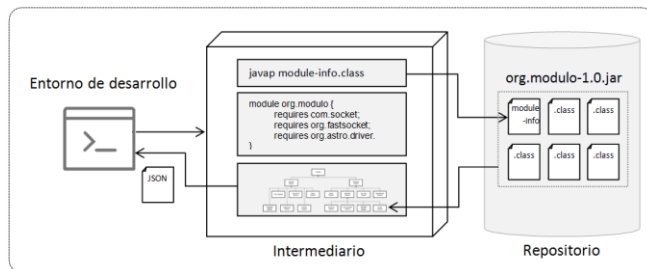 Entorno de desarrollo
>_
JSON
javap module-info.class
module org.modulo {
requires com.socket;
requires org.fastsocket;
requires org.astro.driver.
}
Intermediario
org.modulo-1.0.jar
module
-info
.class
.class
.class
.class
.class
Repositorio